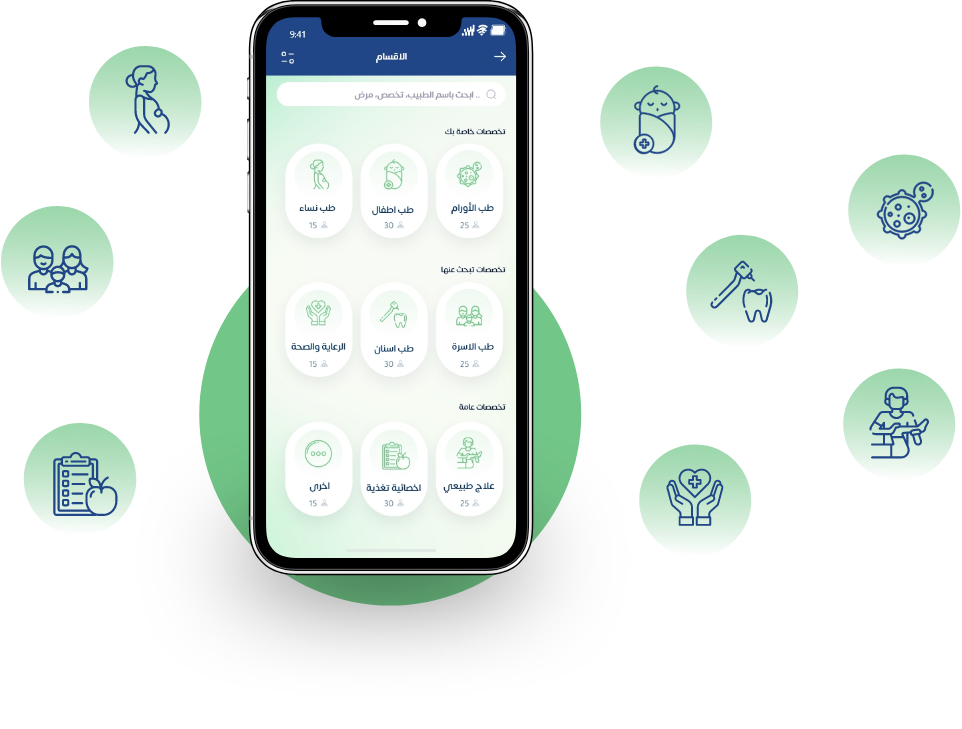 9:41
الاقسام
ابحث باسم الطبيب، تخصص، مرض ..
تخصصات خاصة بك
طب الأورام
طب اطفال
طب نساء
25
30
15
تخصصات تبحث عنها
طب الاسرة
طب اسنان
الرعاية والصحة
25
30
15
تخصصات عامة
علاج طبيعي
اخصائية تغذية
اخرى
25
30
15